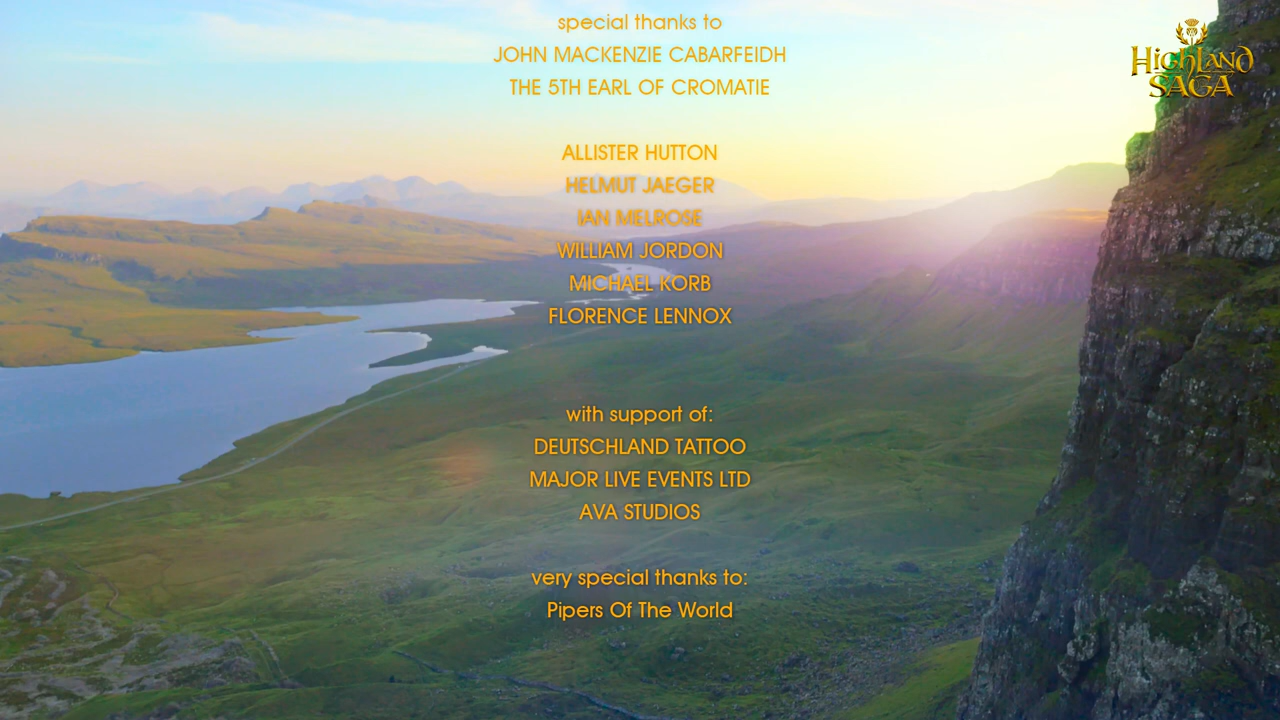 special thanks to
JOHN MACKENZIE CABARFEIDH
THE 5TH EARL OF CROMATIE
ALLISTER HUTTON
HELMUT JAEGER
IAN MELROSE
WILLIAM JORDON
MICHAEL KORB
FLORENCE LENNOX
with support of:
DEUTSCHLAND TATTOO
MAJOR LIVE EVENTS LTD
AVA STUDIOS
very special thanks to:
Pipers Of The World
HIGHLAND
SAGA